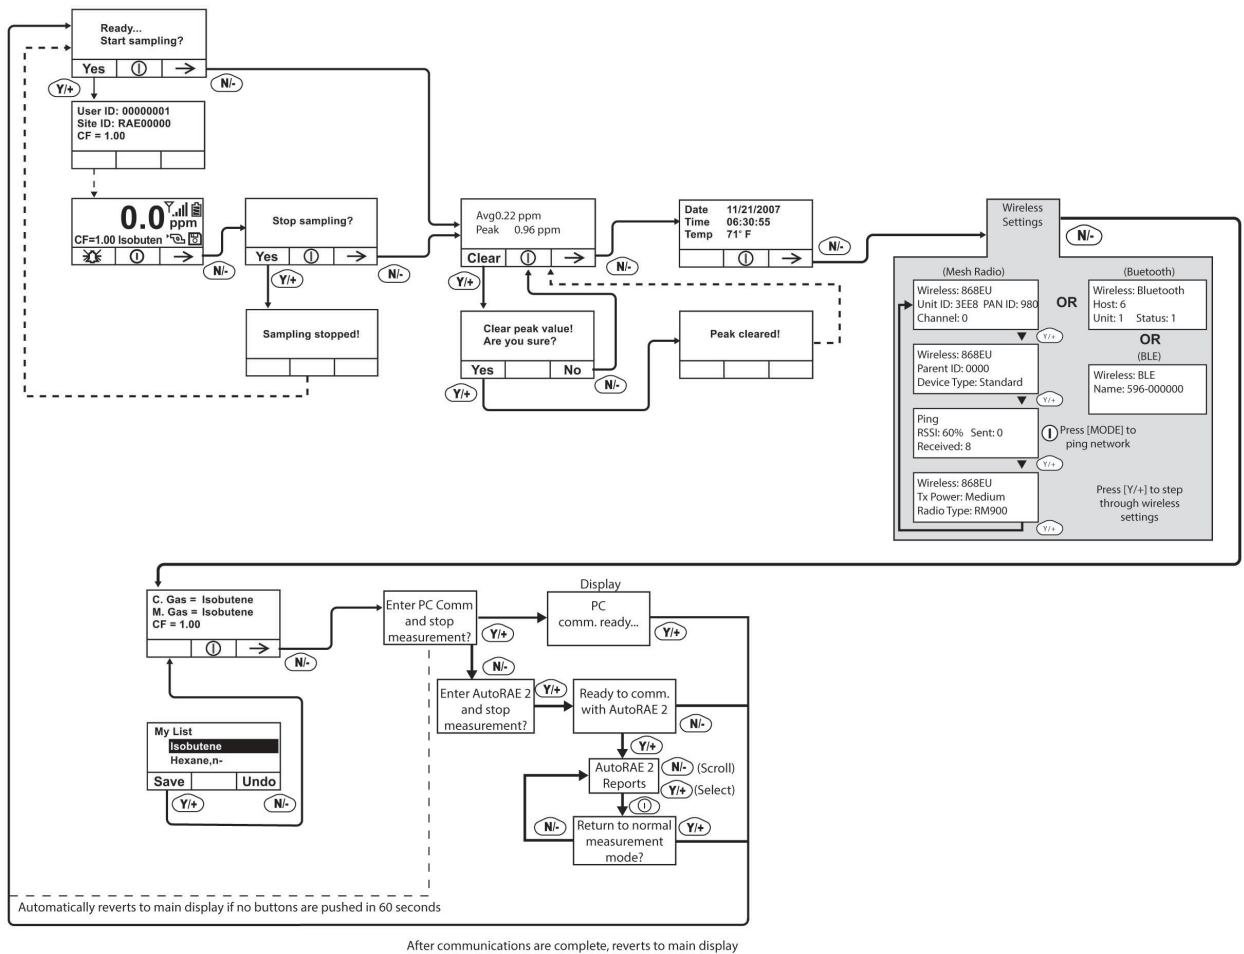 Ready...
Start sampling?
Yes
N/-
Y/+
User ID: 00000001
Site ID: RAE00000
CF = 1.00
0.0
ppm
CF=1.00 Isobuten
N/-
Stop sampling?
Yes
Y/+
N/-
Sampling stopped!
Avg0.22 ppm
Peak 0.96 ppm
Clear
N/-
Y/+
Clear peak value!
Are you sure?
Yes No
N/-
Y/+
Peak cleared!
Date 11/21/2007
Time 06:30:55
Temp 71° F
N/-
Wireless
Settings
N/-
(Mesh Radio)
Wireless: 868EU
Unit ID: 3EE8 PAN ID: 980
Channel: 0
Y/+
Wireless: 868EU
Parent ID: 0000
Device Type: Standard
Y/+
Ping
RSSI: 60% Sent: 0
Received: 8
Y/+
Wireless: 868EU
Tx Power: Medium
Radio Type: RM900
Y/+
OR
(Buetooth)
Wireless: Bluetooth
Host: 6
Unit: 1 Status: 1
OR
(BLE)
Wireless: BLE
Name: 596-000000
Press [MODE] to
ping network
Press [Y/+] to step
through wireless
settings
C. Gas = Isobutene
M. Gas = Isobutene
CF = 1.00
N/-
My List
Isobutene
Hexane,n-
Save Undo
Y/+
N/-
Enter PC Comm
and stop
measurement?
Y/+
N/-
Display
PC
comm. ready...
Y/+
Enter AutoRAE 2
and stop
measurement?
Y/+
Ready to comm.
with AutoRAE 2
N/-
Y/+
AutoRAE 2
Reports
N/- (Scroll)
Y/+ (Select)
N/-
Return to normal
measurement
mode?
Y/+
Automatically reverts to main display if no buttons are pushed in 60 seconds
After communications are complete, reverts to main display